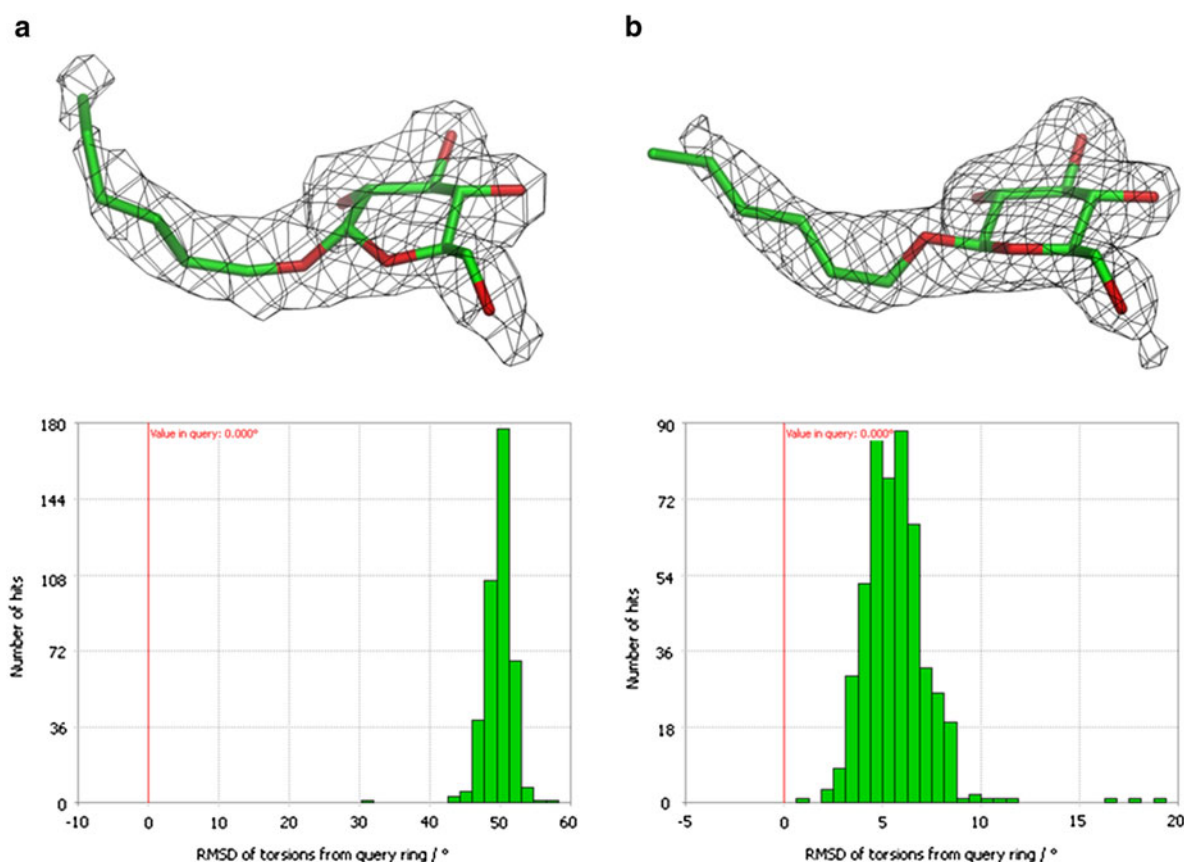 a
b
180
144
108
72
36
0
Number of hits
Value in query: 0.000°
-10 0 10 20 30 40 50 60
RMSD of torsions from query ring / °
90
72
54
36
18
0
Number of hits
Value in query: 0.000°
-5 0 5 10 15 20
RMSD of torsions from query ring / °